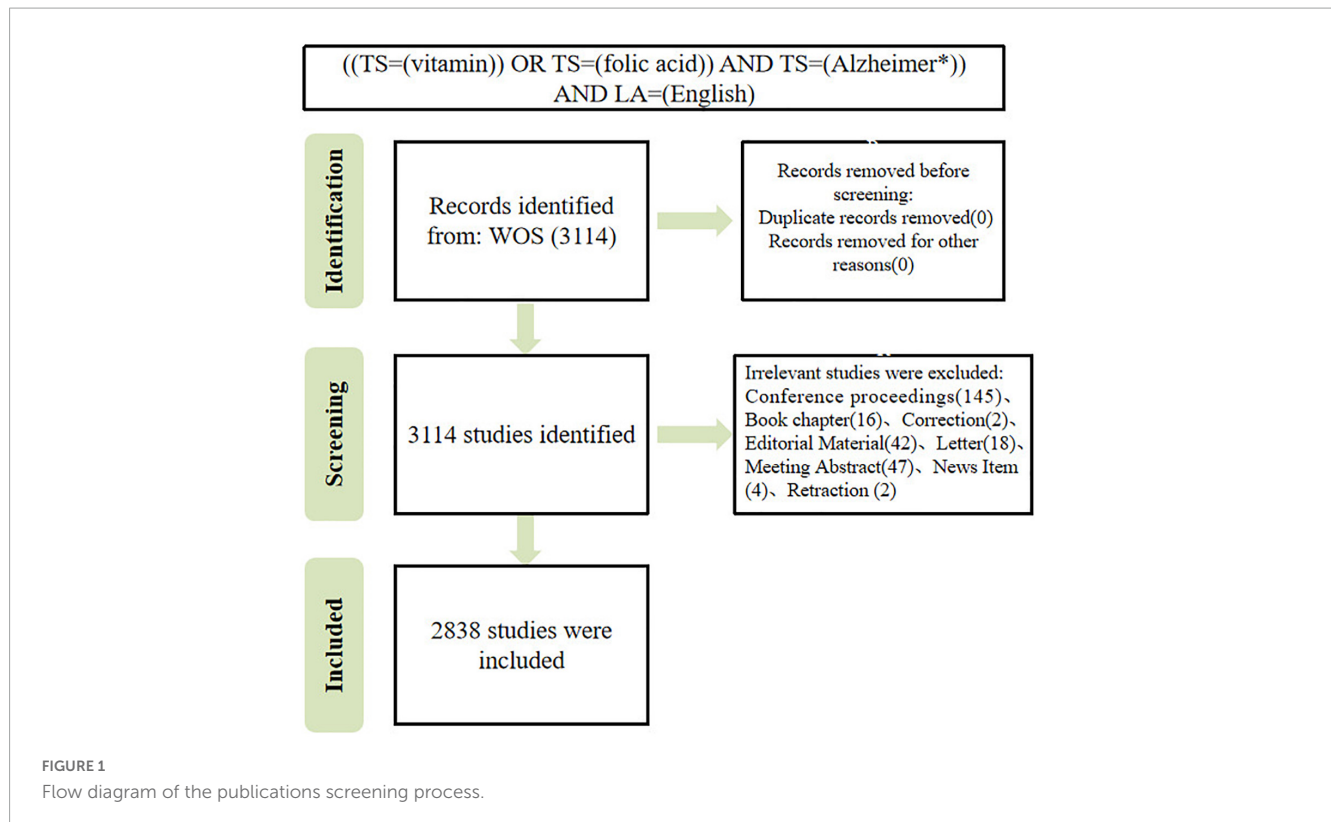 ((TS=(vitamin)) OR TS=(folic acid)) AND TS=(Alzheimer*))
AND LA=(English)
Identification
Records identified
from: WOS (3114)
Records removed before
screening:
Duplicate records removed(0)
Records removed for other
reasons(0)
Screening
3114 studies identified
Irrelevant studies were excluded:
Conference proceedings(145)、
Book chapter(16)、Correction(2)、
Editorial Material(42)、Letter(18)、
Meeting Abstract(47)、News Item
(4)、Retraction (2)
Included
2838 studies were
included
FIGURE 1
Flow diagram of the publications screening process.